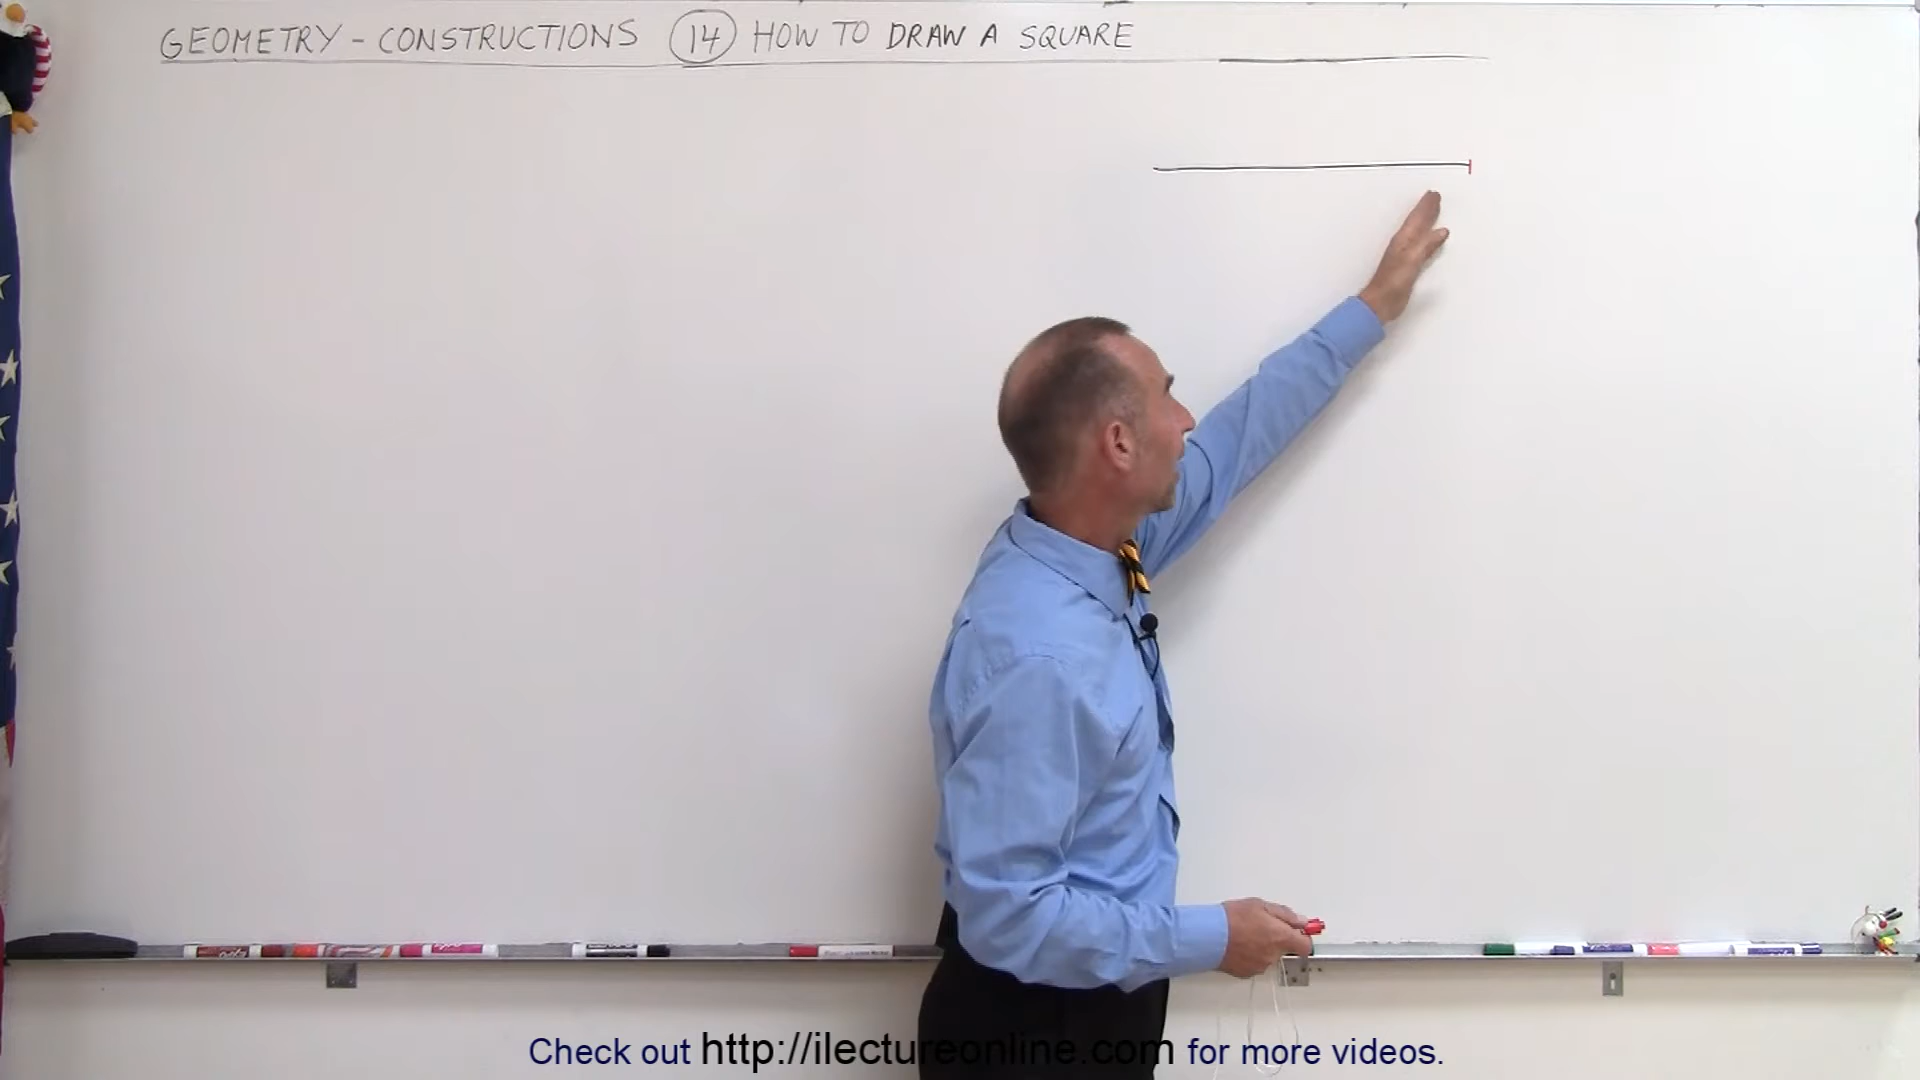 GEOMETRY - CONSTRUCTIONS 14 HOW TO DRAW A SQUARE
Check out http://ilectureonline.com for more videos.